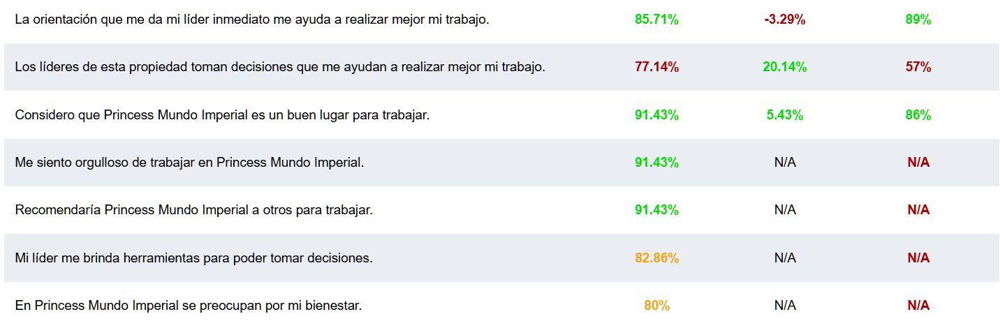 La orientación que me da mi líder inmediato me ayuda a realizar mejor mi trabajo. 85.71% -3.29% 89%
Los líderes de esta propiedad toman decisiones que me ayudan a realizar mejor mi trabajo. 77.14% 20.14% 57%
Considero que Princess Mundo Imperial es un buen lugar para trabajar. 91.43% 5.43% 86%
Me siento orgulloso de trabajar en Princess Mundo Imperial. 91.43% N/A N/A
Recomendaría Princess Mundo Imperial a otros para trabajar. 91.43% N/A N/A
Mi líder me brinda herramientas para poder tomar decisiones. 82.86% N/A N/A
En Princess Mundo Imperial se preocupan por mi bienestar. 80% N/A N/A